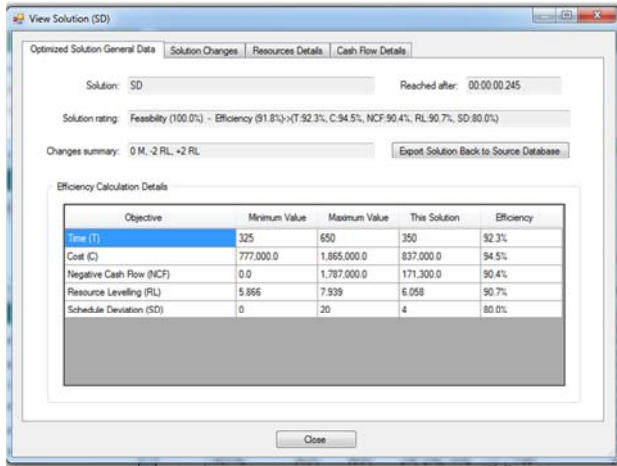 View Solution (SD)
Optimized Solution General Data Solution Changes Resources Details Cash Flow Details
Solution: SD Reached after: 00:00:00.245
Solution rating: Feasibility (100.0%) - Efficiency (91.8%)->(T:92.3%, C:94.5%, NCF:90.4%, RL:90.7%, SD:80.0%)
Changes summary: 0 M, -2 RL, +2 RL Export Solution Back to Source Database
Efficiency Calculation Details
Objective Minimum Value Maximum Value This Solution Efficiency
Time (T) 325 650 350 92.3%
Cost (C) 777,000.0 1,865,000.0 837,000.0 94.5%
Negative Cash Flow (NCF) 0.0 1,787,000.0 171,300.0 90.4%
Resource Levelling (RL) 5.866 7.939 6.058 90.7%
Schedule Deviation (SD) 0 20 4 80.0%
Close